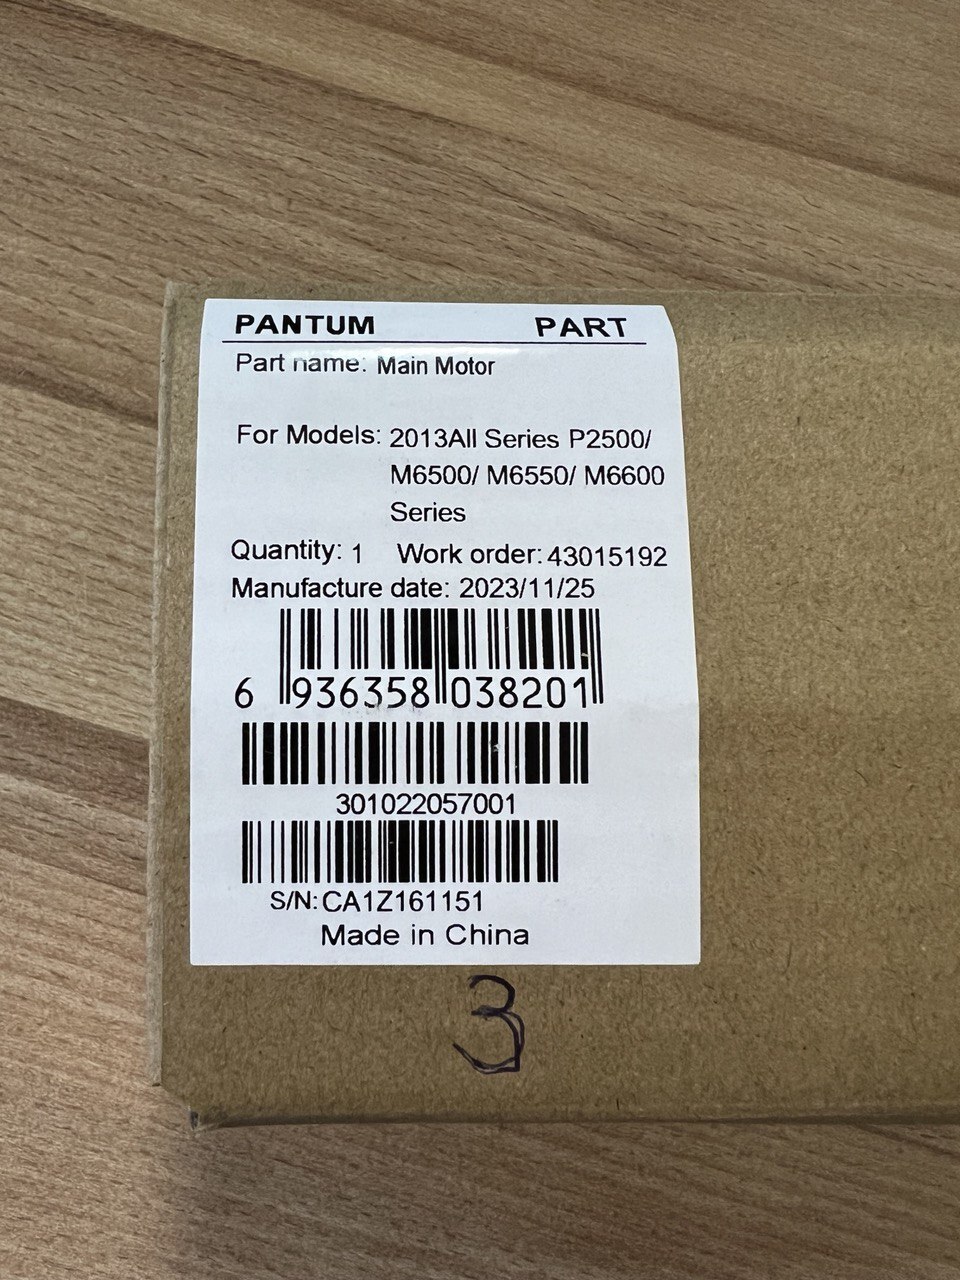 PANTUM PART
Part name: Main Motor
For Models: 2013All Series P2500/
M6500/ M6550/ M6600
Series
Quantity: 1 Work order: 43015192
Manufacture date: 2023/11/25
6 936358 038201
301022057001
S/N: CA1Z161151
Made in China
3